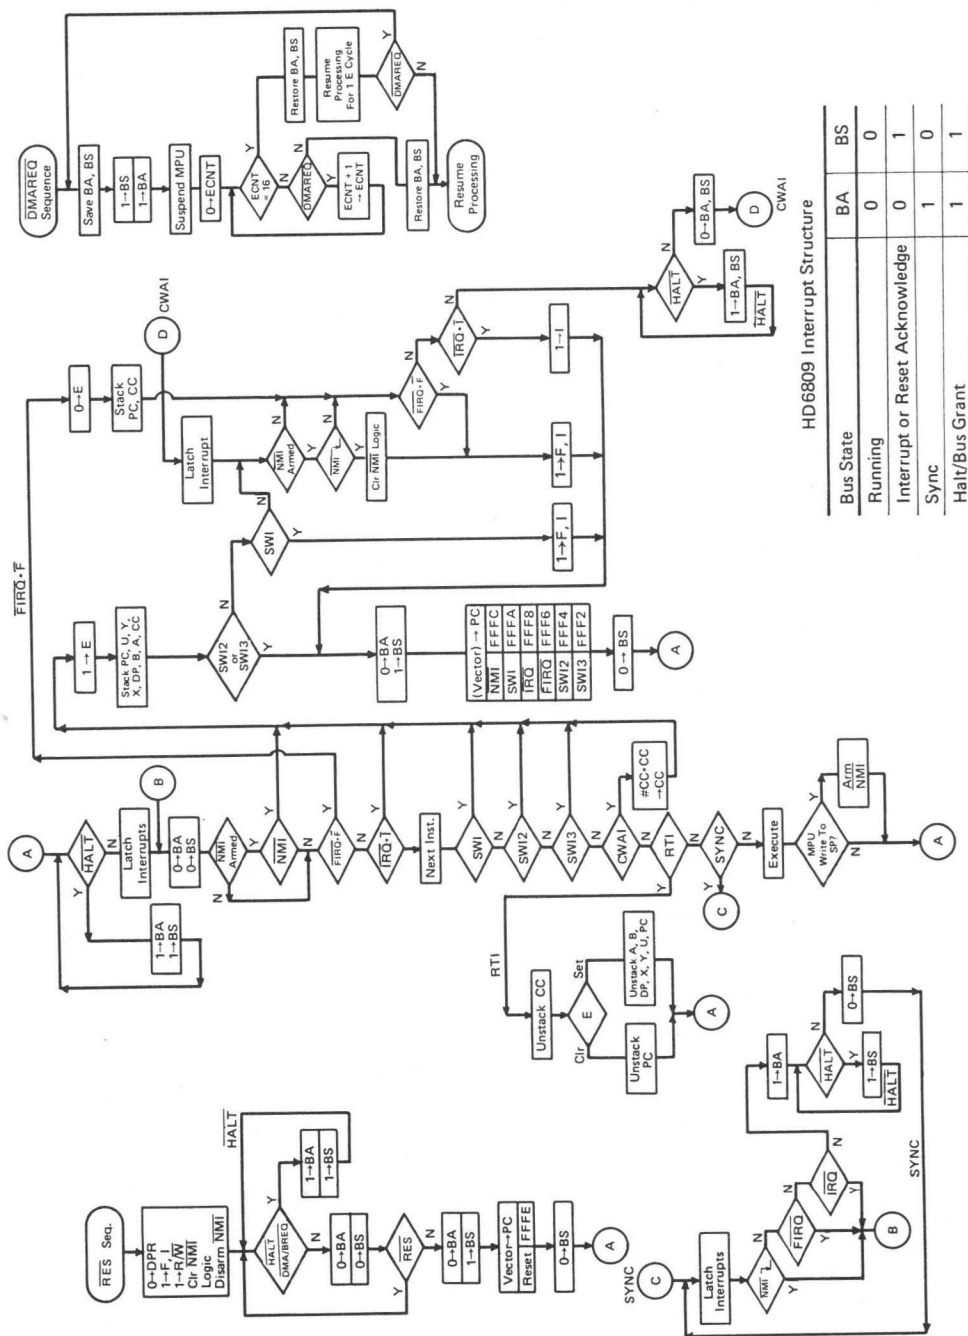 RES Seq.
0→DPR
1→F, I
1→R/W
Clr NMI
Logic
Disarm NMI
HALT
DMA/BREQ
Y
N
HALT
1→BA
1→BS
0→BA
0→BS
RES
Y
N
0→BA
1→BS
Vector→PC
Reset FFFE
0→BS
A
SYNC
C
Latch
Interrupts
NMI
N
Y
FIRQ
N
Y
IRQ
N
Y
B
1→BA
HALT
N
Y
1→BS
HALT
0→BS
SYNC
A
HALT
Y
N
1→BA
1→BS
Latch
Interrupts
B
0→BA
0→BS
NMI
Armed
N
Y
NMI
Y
N
FIRQ•F
Y
N
IRQ•I
Y
N
Next Inst.
SWI
Y
N
SWI2
Y
N
SWI3
Y
N
CWAI
Y
N
#CC•CC
→CC
RTI
Y
N
SYNC
Y
N
C
Execute
MPU
Write To
SP?
Y
N
Arm
NMI
A
RTI
Unstack CC
E
Clr
Set
Unstack
PC
Unstack A, B,
DP, X, Y, U, PC
A
FIRQ•F
1→E
Stack PC, U, Y,
X, DP, B, A, CC
SWI2
or
SWI3
N
Y
SWI
N
Y
0→E
Stack
PC, CC
D
CWAI
Latch
Interrupt
NMI
Armed
N
Y
NMI
N
Y
Clr NMI Logic
FIRQ•F
N
Y
IRQ•I
N
Y
1→F, I
1→F, I
1→I
0→BA
1→BS
(Vector)→PC
NMI FFFC
SWI FFFA
IRQ FFF8
FIRQ FFF6
SWI2 FFF4
SWI3 FFF2
0→BS
A
HALT
N
Y
0→BA, BS
1→BA, BS
HALT
D
CWAI
DMAREQ
Sequence
Save BA, BS
1→BS
1→BA
Suspend MPU
0→ECNT
ECNT
= 16
Y
N
DMAREQ
N
Y
ECNT + 1
→ ECNT
Restore BA, BS
Resume
Processing
For 1 E Cycle
DMAREQ
Y
N
Restore BA, BS
Resume
Processing
HD6809 Interrupt Structure
Bus State BA BS
Running 0 0
Interrupt or Reset Acknowledge 0 1
Sync 1 0
Halt/Bus Grant 1 1